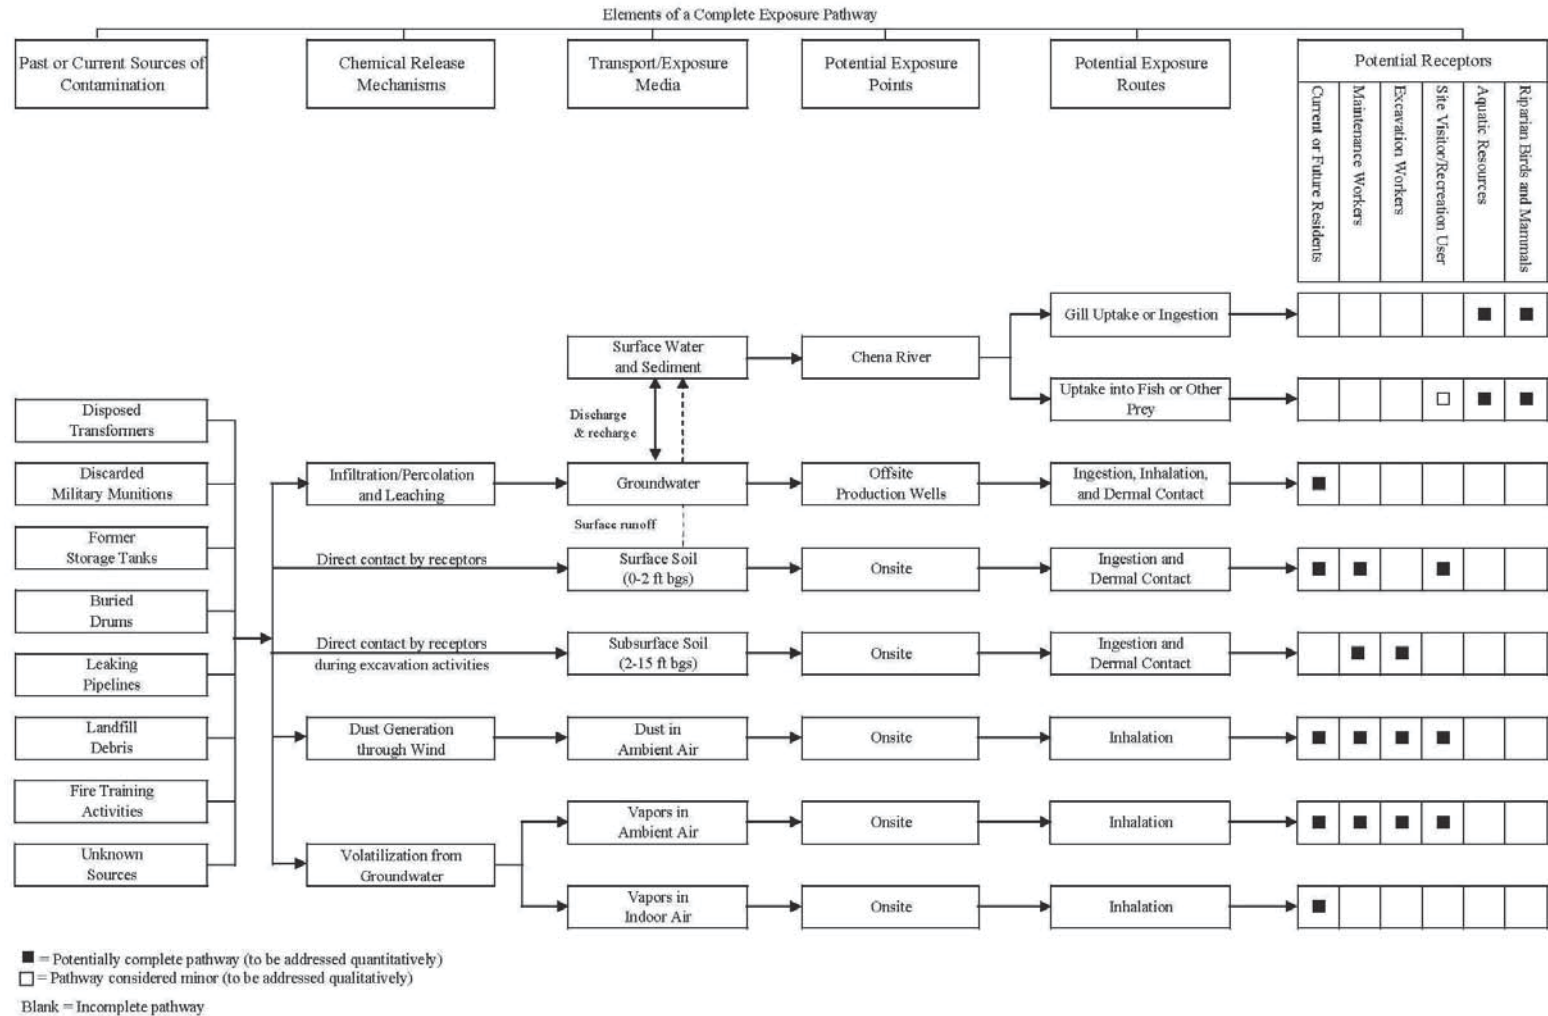 Elements of a Complete Exposure Pathway
Past or Current Sources of
Contamination
Chemical Release
Mechanisms
Transport/Exposure
Media
Potential Exposure
Points
Potential Exposure
Routes
Potential Receptors
Current or Future Residents
Maintenance Workers
Excavation Workers
Site Visitor/Recreation User
Aquatic Resources
Riparian Birds and Mammals
Gill Uptake or Ingestion
Surface Water
and Sediment
Chena River
Uptake into Fish or Other
Prey
Disposed
Transformers
Discharge
& recharge
Discarded
Military Munitions
Infiltration/Percolation
and Leaching
Groundwater
Offsite
Production Wells
Ingestion, Inhalation,
and Dermal Contact
Surface runoff
Former
Storage Tanks
Direct contact by receptors
Surface Soil
(0-2 ft bgs)
Onsite
Ingestion and
Dermal Contact
Buried
Drums
Direct contact by receptors
during excavation activities
Subsurface Soil
(2-15 ft bgs)
Onsite
Ingestion and
Dermal Contact
Leaking
Pipelines
Landfill
Debris
Dust Generation
through Wind
Dust in
Ambient Air
Onsite
Inhalation
Fire Training
Activities
Vapors in
Ambient Air
Onsite
Inhalation
Unknown
Sources
Volatilization from
Groundwater
Vapors in
Indoor Air
Onsite
Inhalation
■ = Potentially complete pathway (to be addressed quantitatively)
□ = Pathway considered minor (to be addressed qualitatively)
Blank = Incomplete pathway